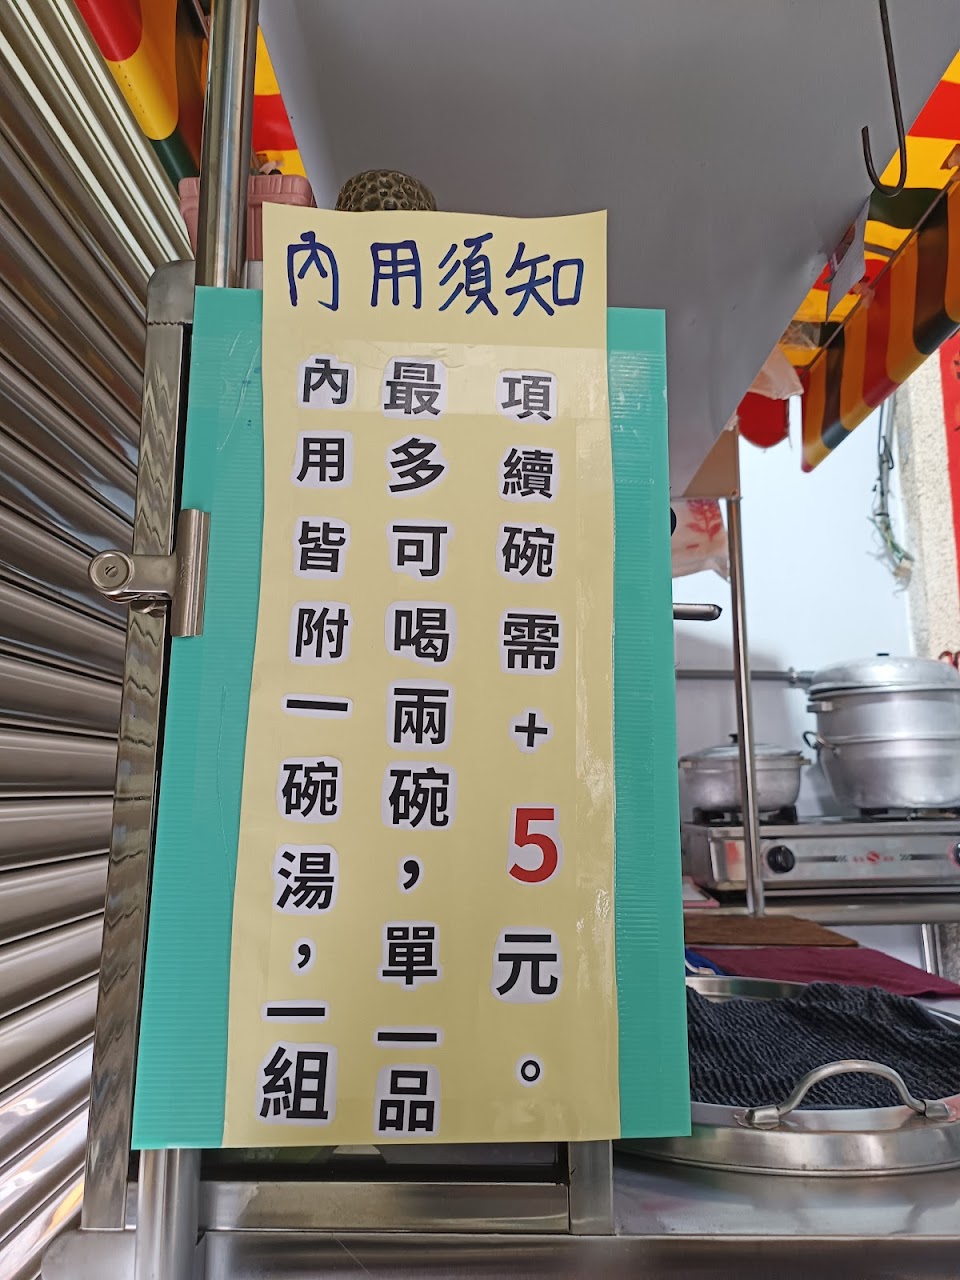 內用須知
內用皆附一碗湯，一組
最多可喝兩碗，單一品
項續碗需+5元。